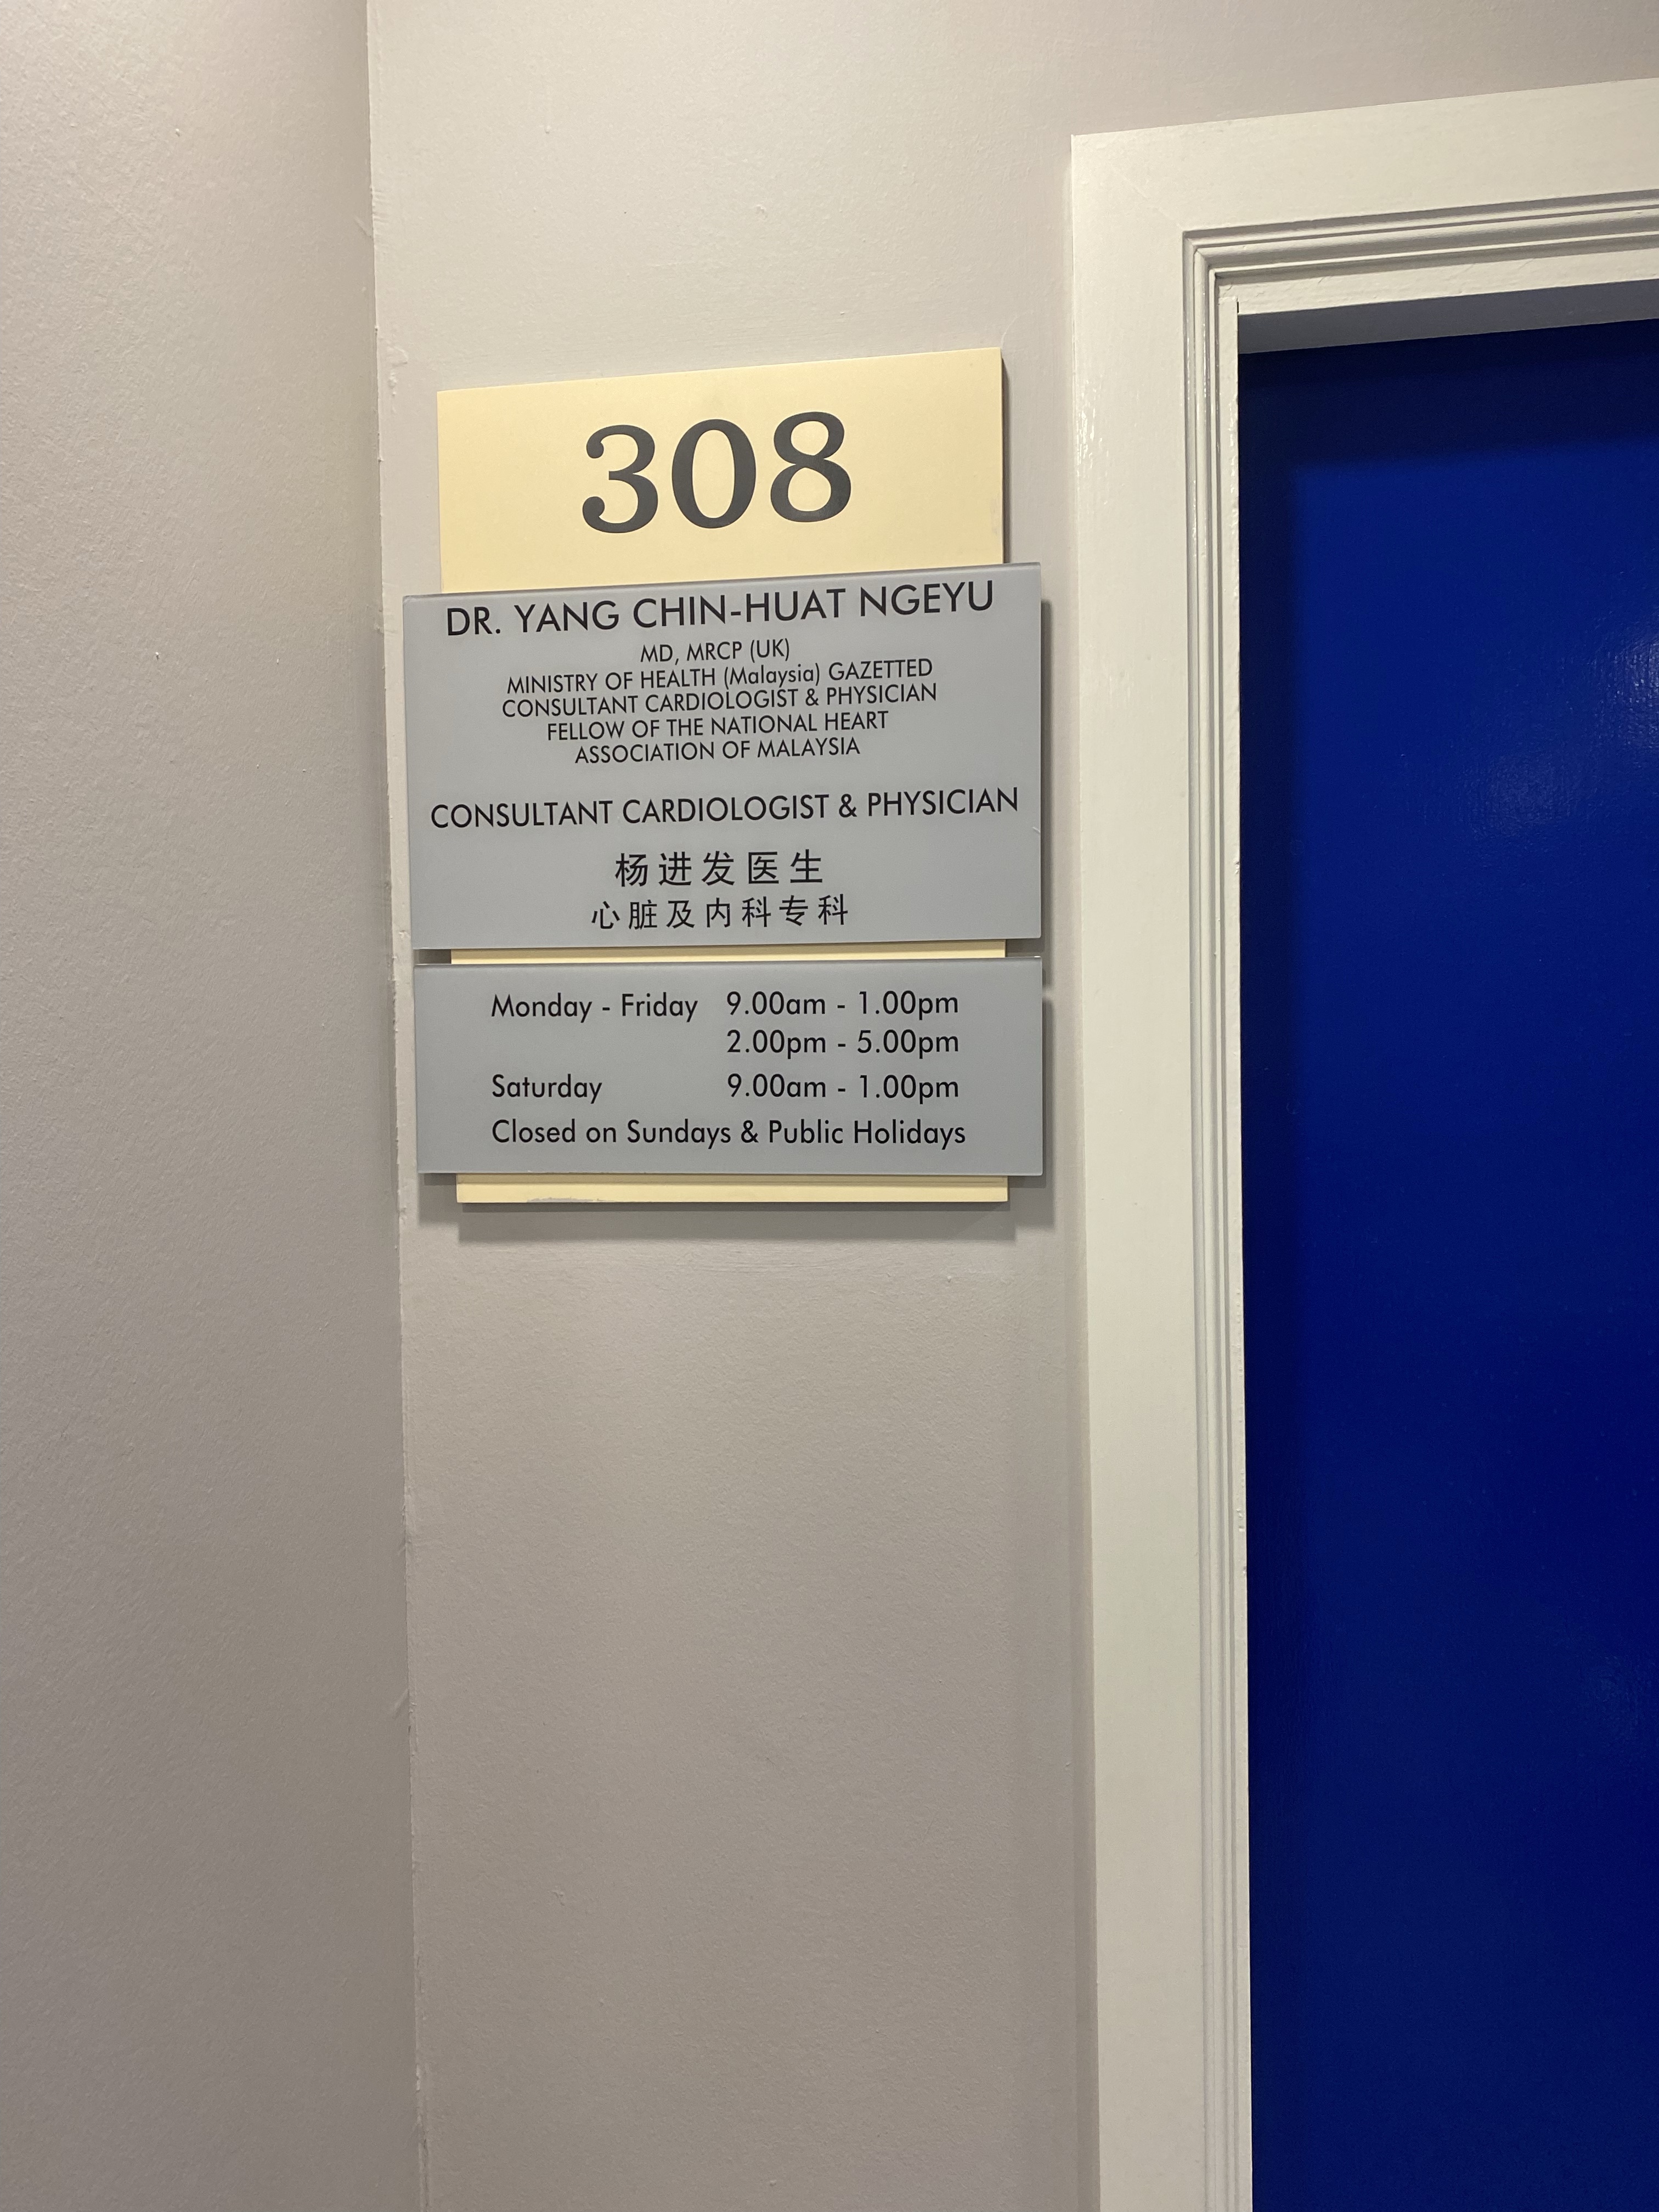 308
DR. YANG CHIN-HUAT NGEYU
MD, MRCP (UK)
MINISTRY OF HEALTH (Malaysia) GAZETTED
CONSULTANT CARDIOLOGIST & PHYSICIAN
FELLOW OF THE NATIONAL HEART
ASSOCIATION OF MALAYSIA
CONSULTANT CARDIOLOGIST & PHYSICIAN
杨进发医生
心脏及内科专科
Monday - Friday 9.00am - 1.00pm
2.00pm - 5.00pm
Saturday 9.00am - 1.00pm
Closed on Sundays & Public Holidays